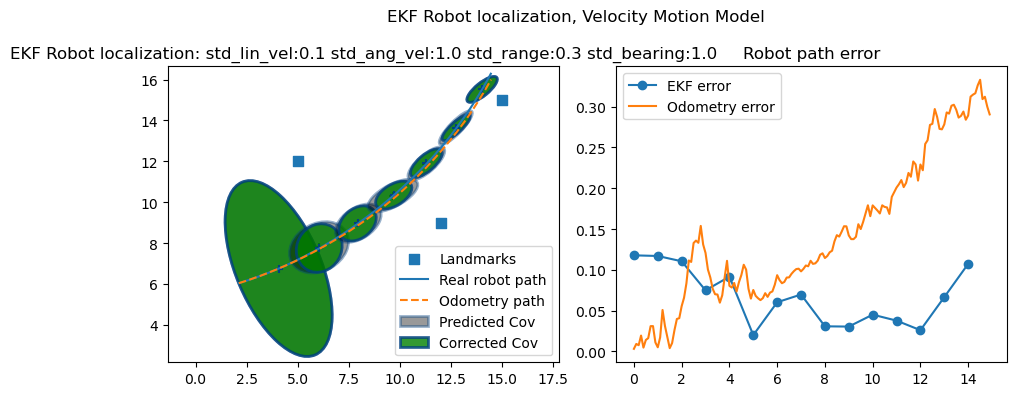 EKF Robot localization, Velocity Motion Model
EKF Robot localization: std_lin_vel:0.1 std_ang_vel:1.0 std_range:0.3 std_bearing:1.0
Robot path error
16
14
12
10
8
6
4
0.0 2.5 5.0 7.5 10.0 12.5 15.0 17.5
Landmarks
Real robot path
Odometry path
Predicted Cov
Corrected Cov
EKF error
Odometry error
0.30
0.25
0.20
0.15
0.10
0.05
0.00
0 2 4 6 8 10 12 14